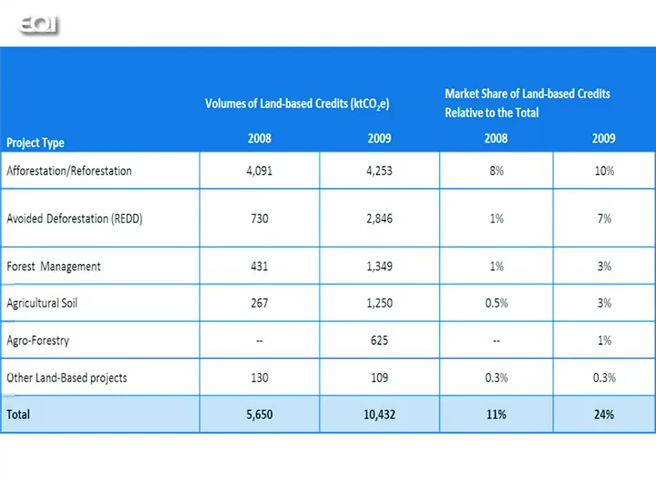 EQI
Volumes of Land-based Credits (ktCO₂e)
Market Share of Land-based Credits
Relative to the Total
Project Type 2008 2009 2008 2009
Afforestation/Reforestation 4,091 4,253 8% 10%
Avoided Deforestation (REDD) 730 2,846 1% 7%
Forest Management 431 1,349 1% 3%
Agricultural Soil 267 1,250 0.5% 3%
Agro-Forestry -- 625 -- 1%
Other Land-Based projects 130 109 0.3% 0.3%
Total 5,650 10,432 11% 24%